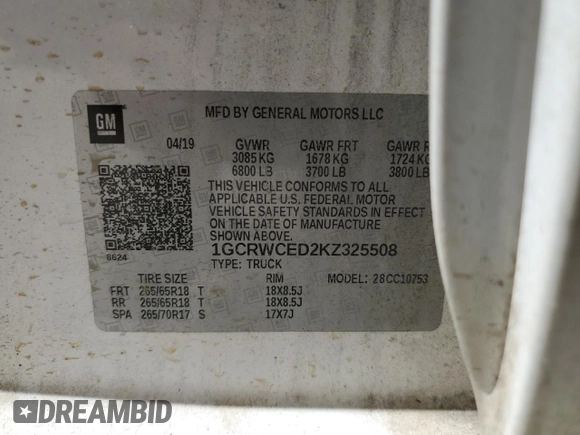 GM
MFD BY GENERAL MOTORS LLC
04/19 GVWR GAWR FRT GAWR R
3085 KG 1678 KG 1724 KG
6800 LB 3700 LB 3800 LB
THIS VEHICLE CONFORMS TO ALL
APPLICABLE U.S. FEDERAL MOTOR
VEHICLE SAFETY STANDARDS IN EFFECT
ON THE DATE OF MANUFACTURE
SHOWN ABOVE.
6624
1GCRWCED2KZ325508
TYPE: TRUCK MODEL: 28CC10753
TIRE SIZE RIM
FRT 265/65R18 T 18X8.5J
RR 265/65R18 T 18X8.5J
SPA 265/70R17 S 17X7J
DREAMBID